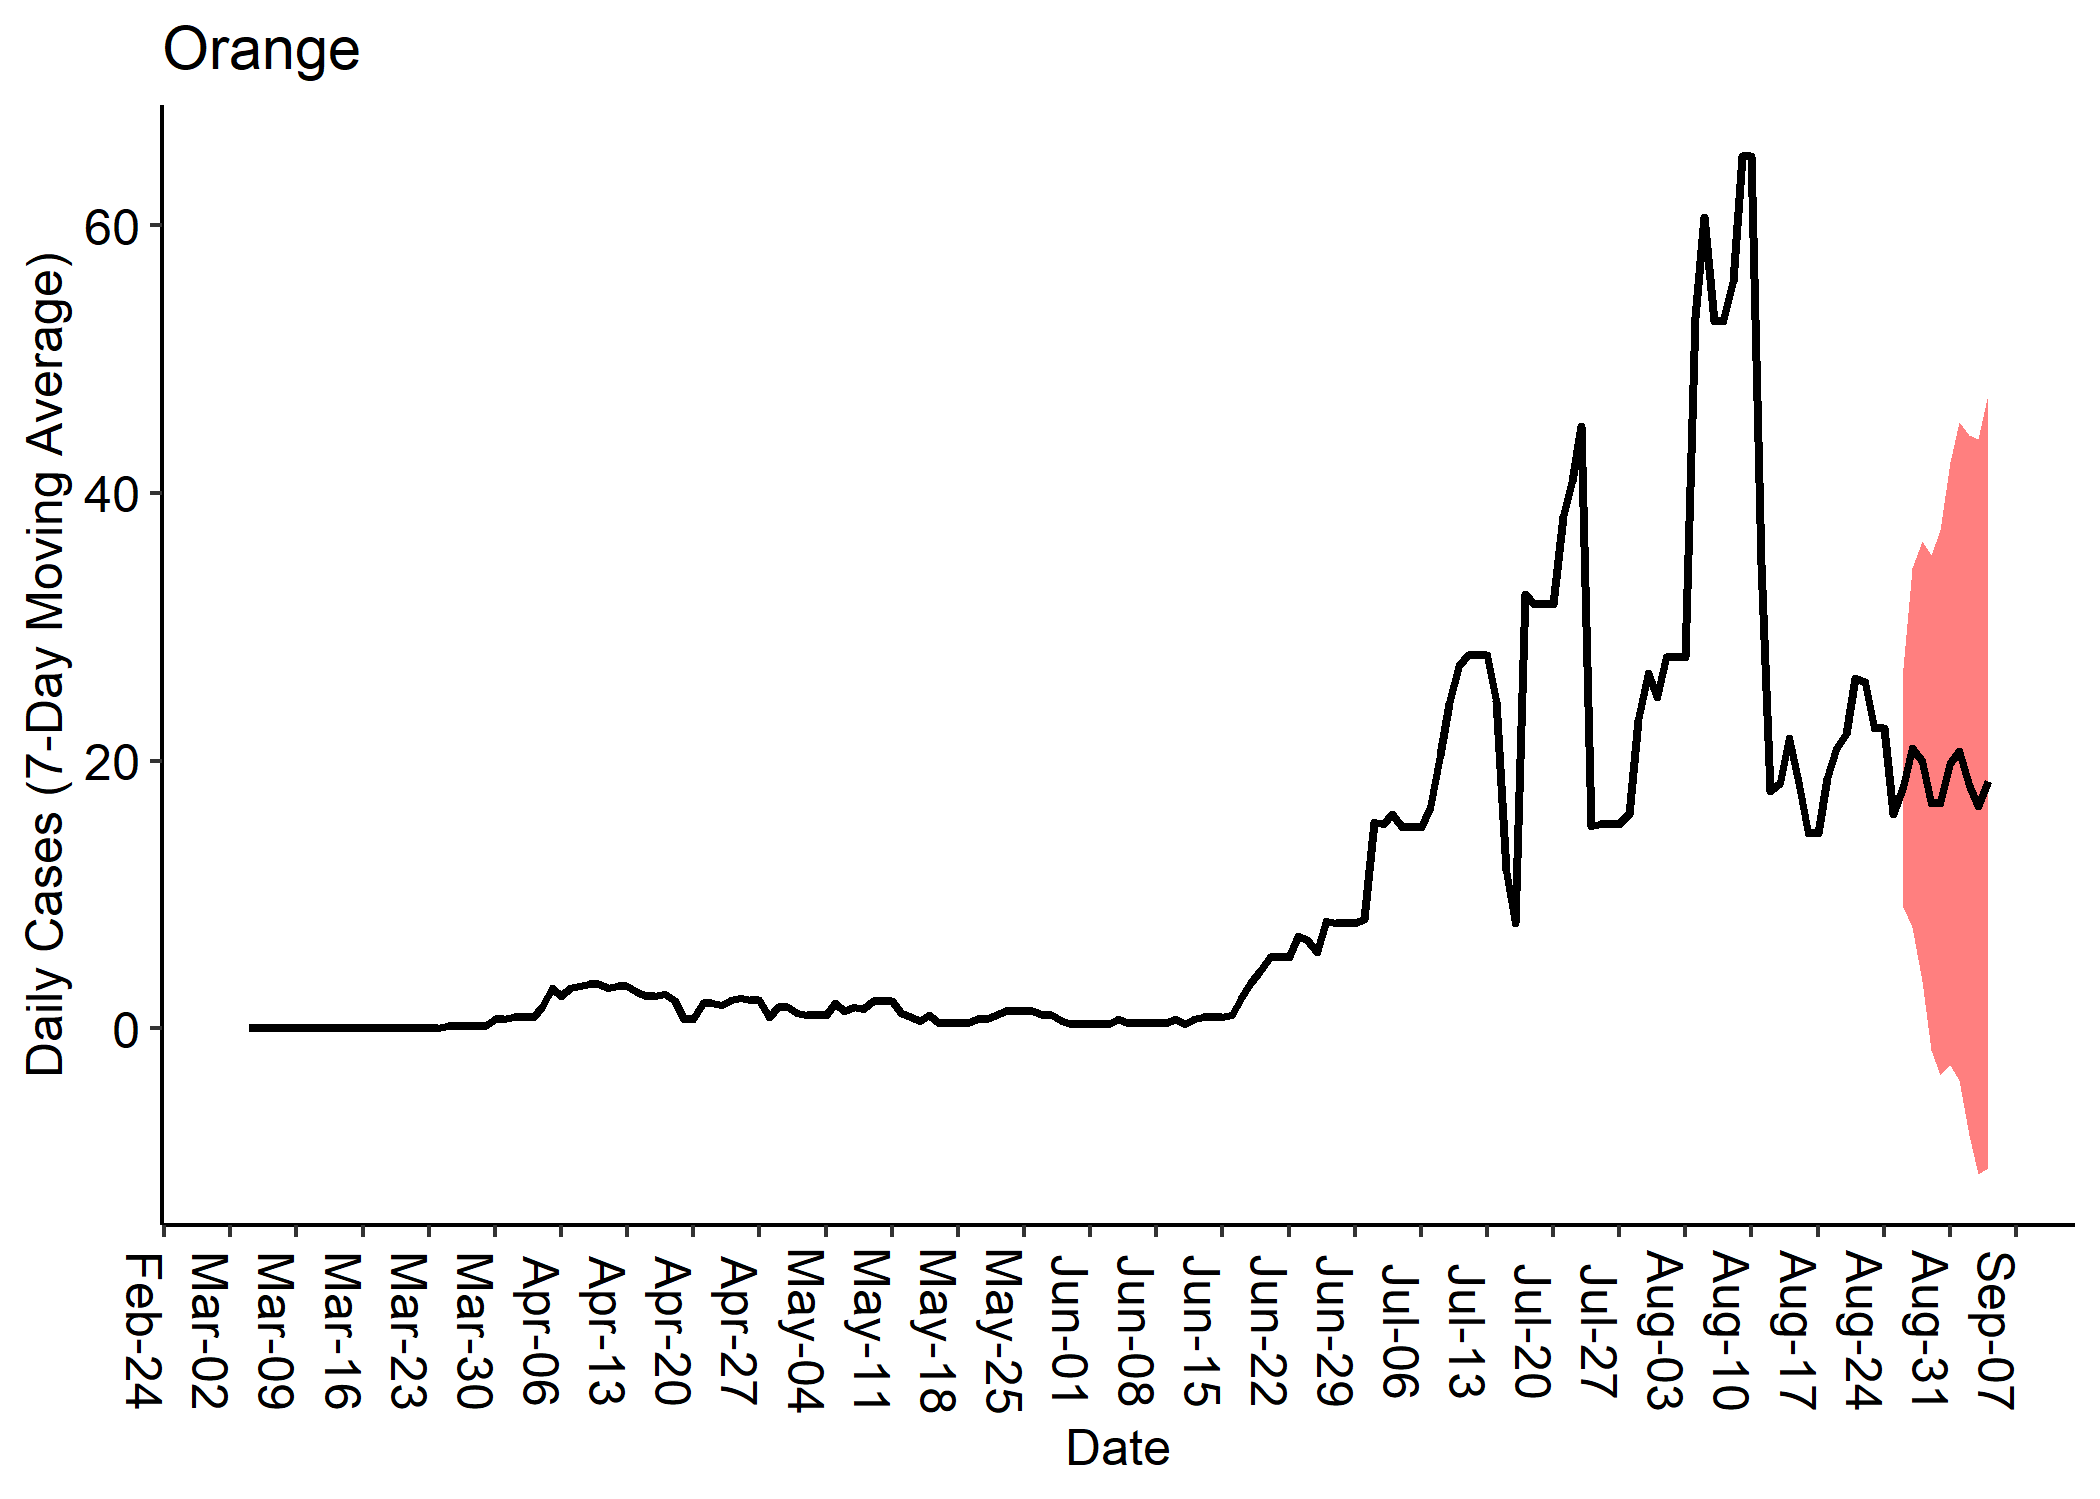 Orange
Daily Cases (7-Day Moving Average)
60
40
20
0
Feb-24
Mar-02
Mar-09
Mar-16
Mar-23
Mar-30
Apr-06
Apr-13
Apr-20
Apr-27
May-04
May-11
May-18
May-25
Jun-01
Jun-08
Jun-15
Jun-22
Jun-29
Jul-06
Jul-13
Jul-20
Jul-27
Aug-03
Aug-10
Aug-17
Aug-24
Aug-31
Sep-07
Date